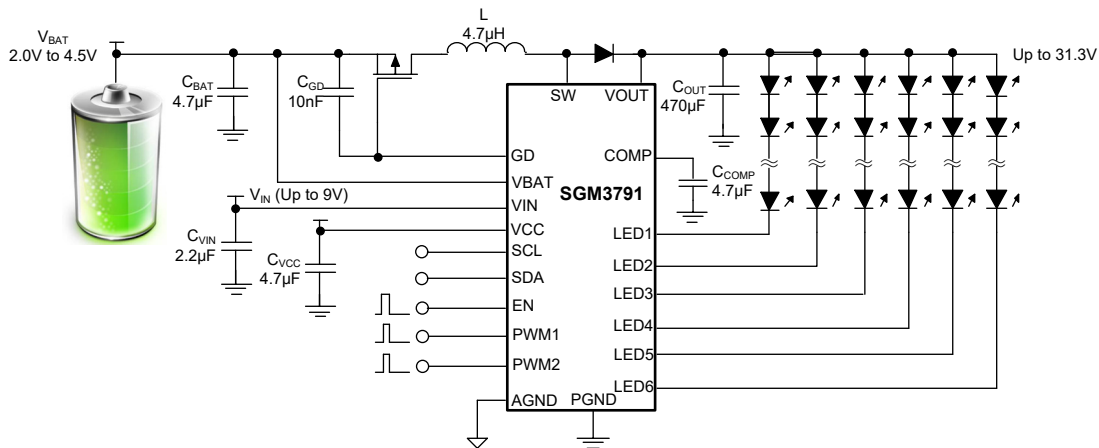 L
4.7µH
VBAT
2.0V to 4.5V
Up to 31.3V
CBAT
4.7µF
CGD
10nF
SW
VOUT
COUT
470µF
GD
COMP
CCOMP
4.7µF
VBAT
SGM3791
VIN (Up to 9V)
VIN
VCC
LED1
CVIN
2.2µF
CVCC
4.7µF
SCL
LED2
SDA
LED3
EN
LED4
PWM1
LED5
PWM2
LED6
AGND
PGND